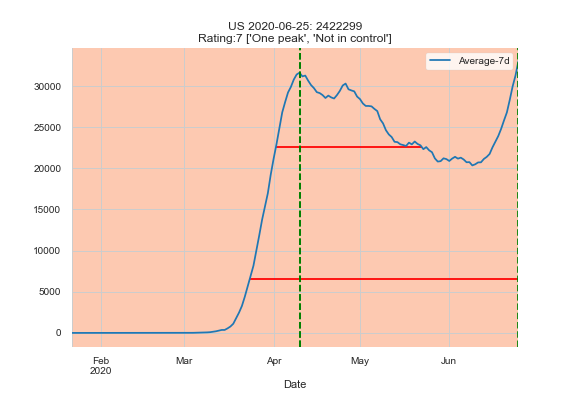 US 2020-06-25: 2422299
Rating:7 ['One peak', 'Not in control']
Average-7d
30000
25000
20000
15000
10000
5000
0
Feb
2020
Mar
Apr
May
Jun
Date